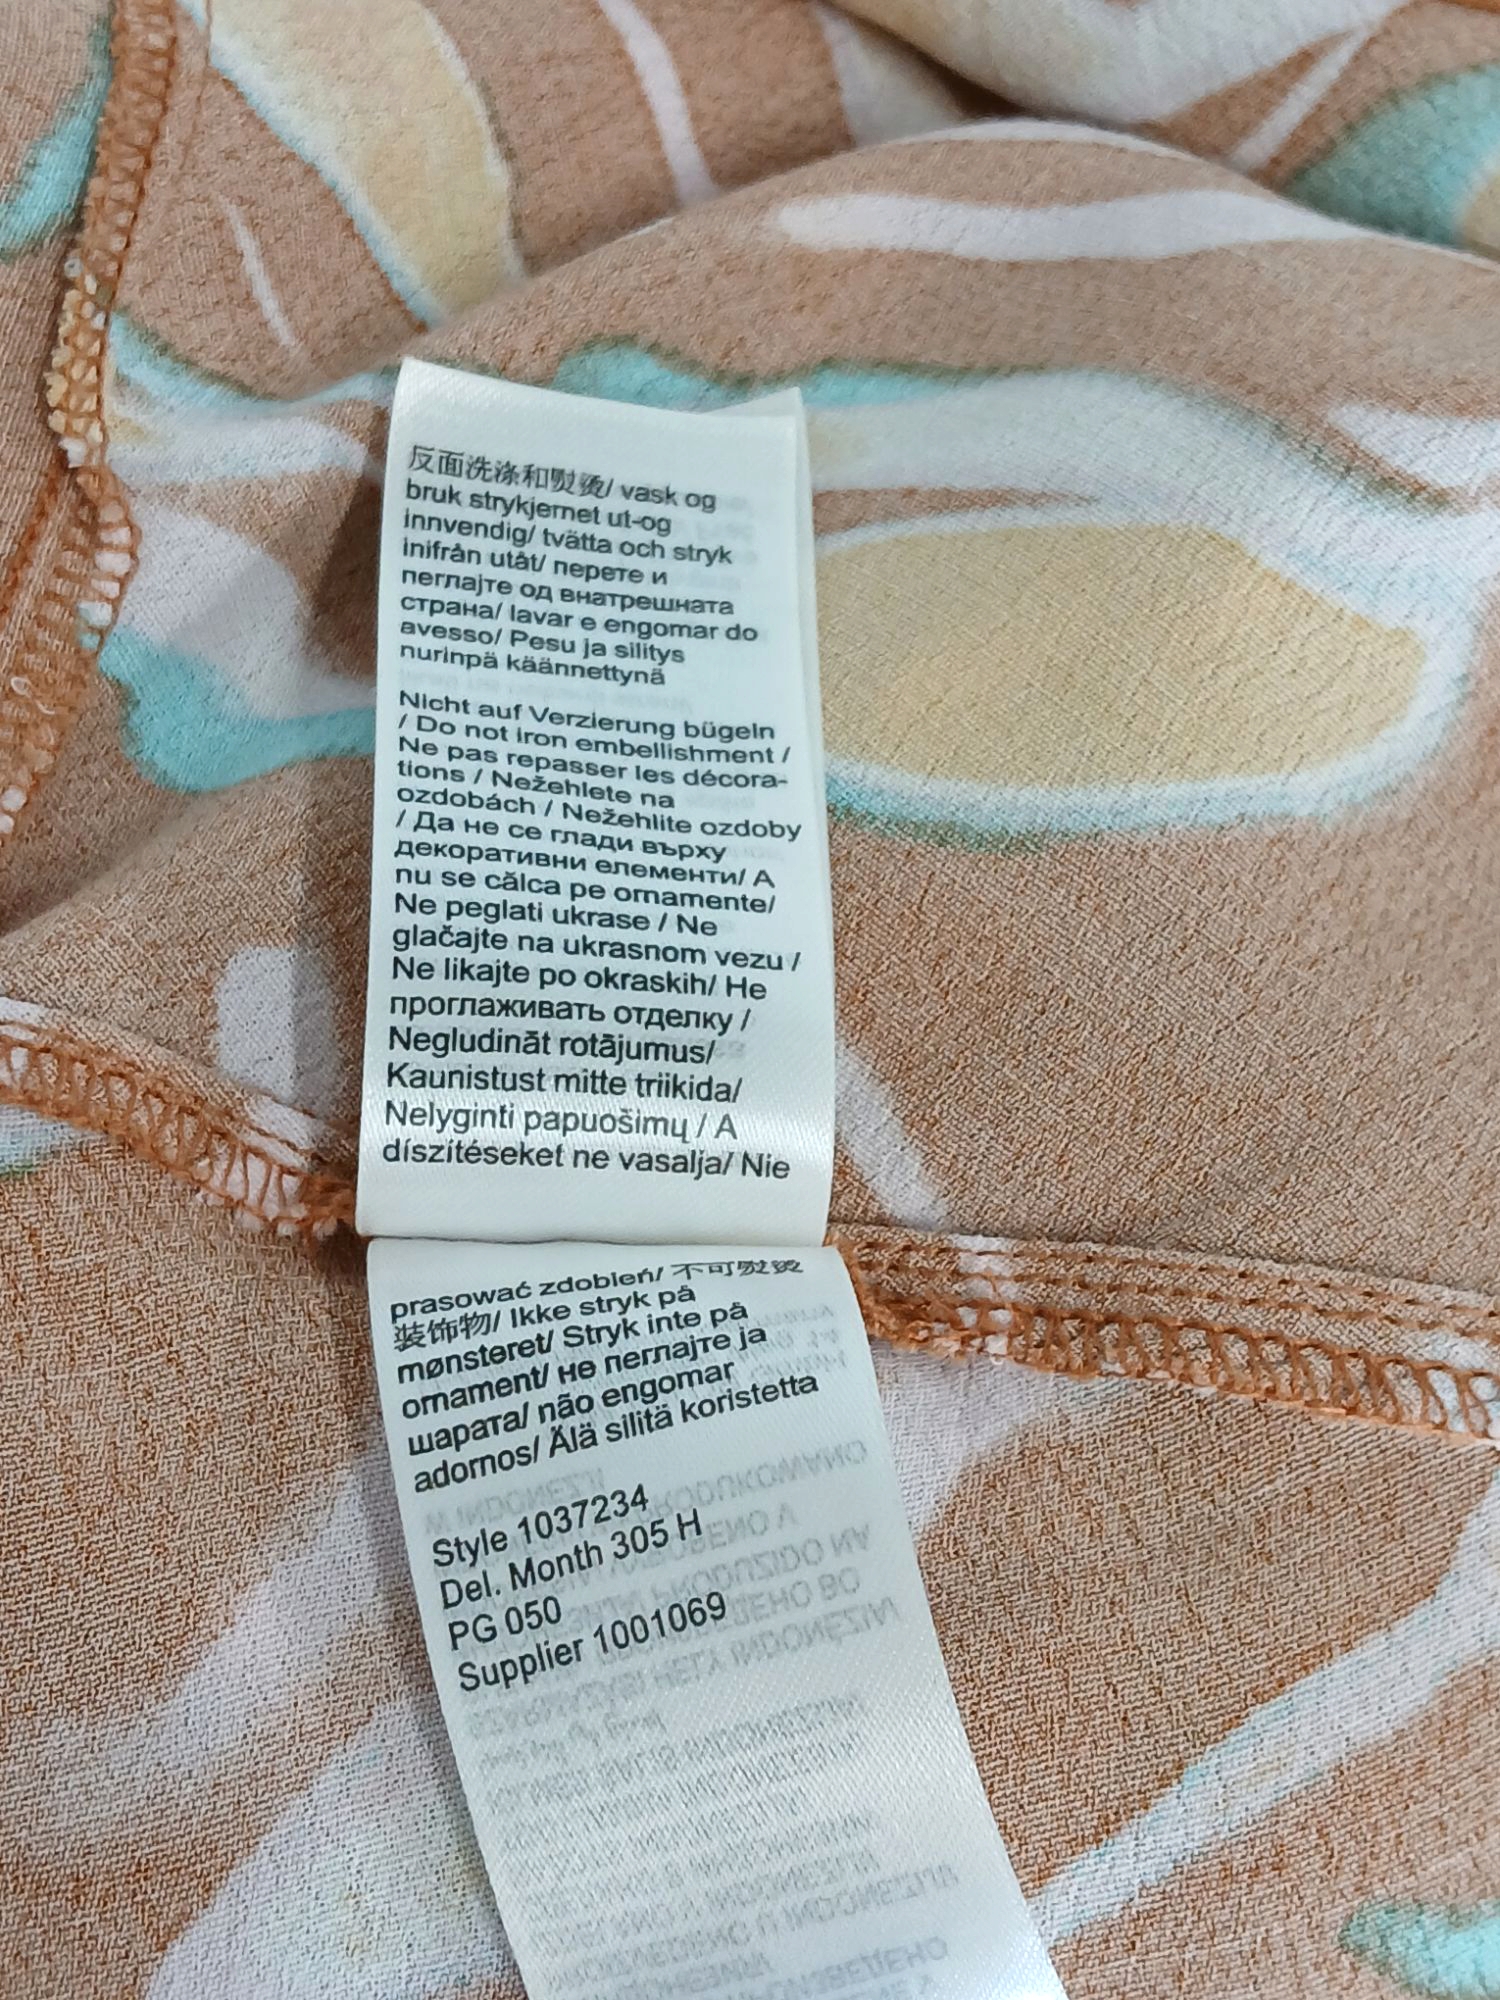 反面洗涤和熨烫/ vask og
bruk strykjernet ut-og
innvendig/ tvätta och stryk
inifrån utåt/ перете и
пеглајте од внатрешната
страна/ lavar e engomar do
avesso/ Pesu ja silitys
nurinpä käännettynä
Nicht auf Verzierung bügeln
/ Do not iron embellishment /
Ne pas repasser les décora-
tions / Nežehlete na
ozdobách / Nežehlite ozdoby
/ Да не се глади върху
декоративни елементи/ A
nu se călca pe ornamente/
Ne peglati ukrase / Ne
glačajte na ukrasnom vezu /
Ne likajte po okraskih/ Не
проглаживать отделку /
Negludināt rotājumus/
Kaunistust mitte triikida/
Nelyginti papuošimų / A
díszítéseket ne vasalja/ Nie
prasować zdobień/ 不可熨烫
装饰物/ Ikke stryk på
mønsteret/ Stryk inte på
ornament/ не пеглајте ја
шарата/ não engomar
adornos/ Älä silitä koristetta
Style 1037234
Del. Month 305 H
PG 050
Supplier 1001069